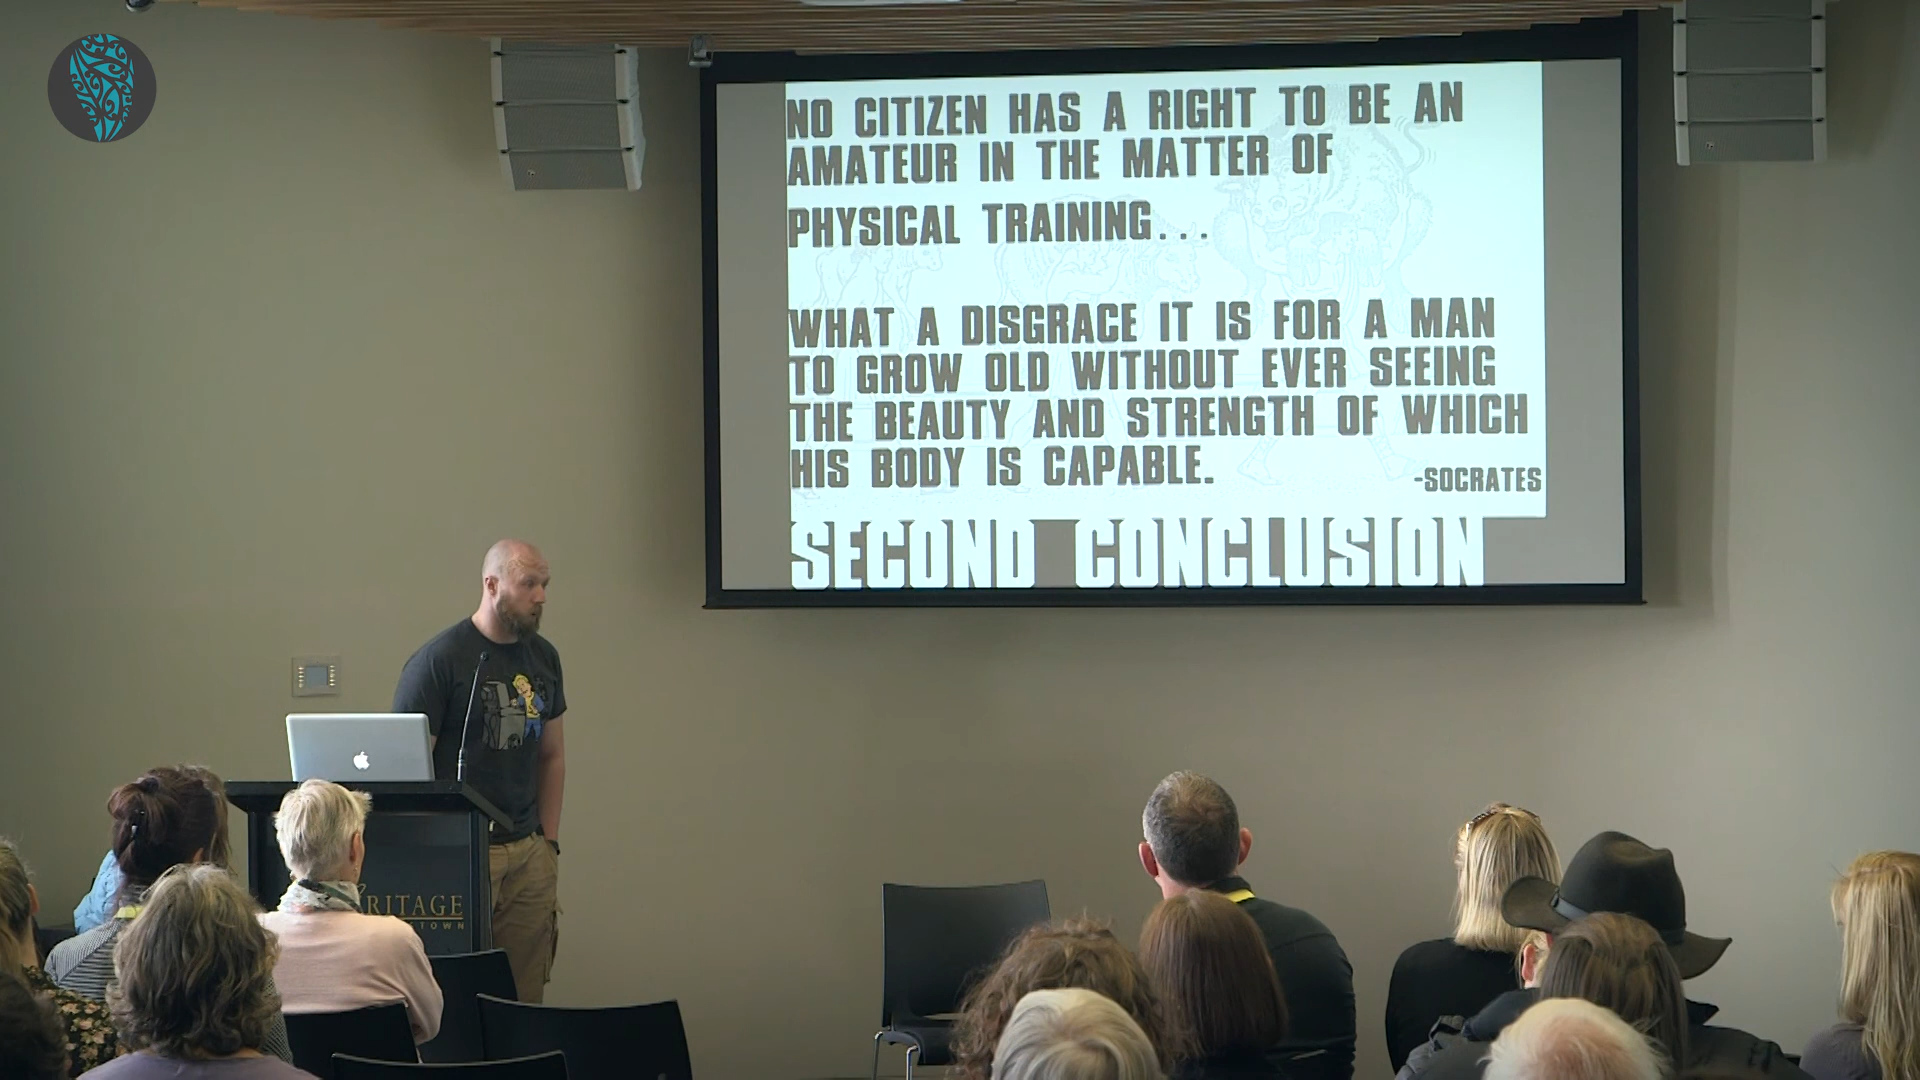 NO CITIZEN HAS A RIGHT TO BE AN
AMATEUR IN THE MATTER OF
PHYSICAL TRAINING...
WHAT A DISGRACE IT IS FOR A MAN
TO GROW OLD WITHOUT EVER SEEING
THE BEAUTY AND STRENGTH OF WHICH
HIS BODY IS CAPABLE.
-SOCRATES
SECOND CONCLUSION